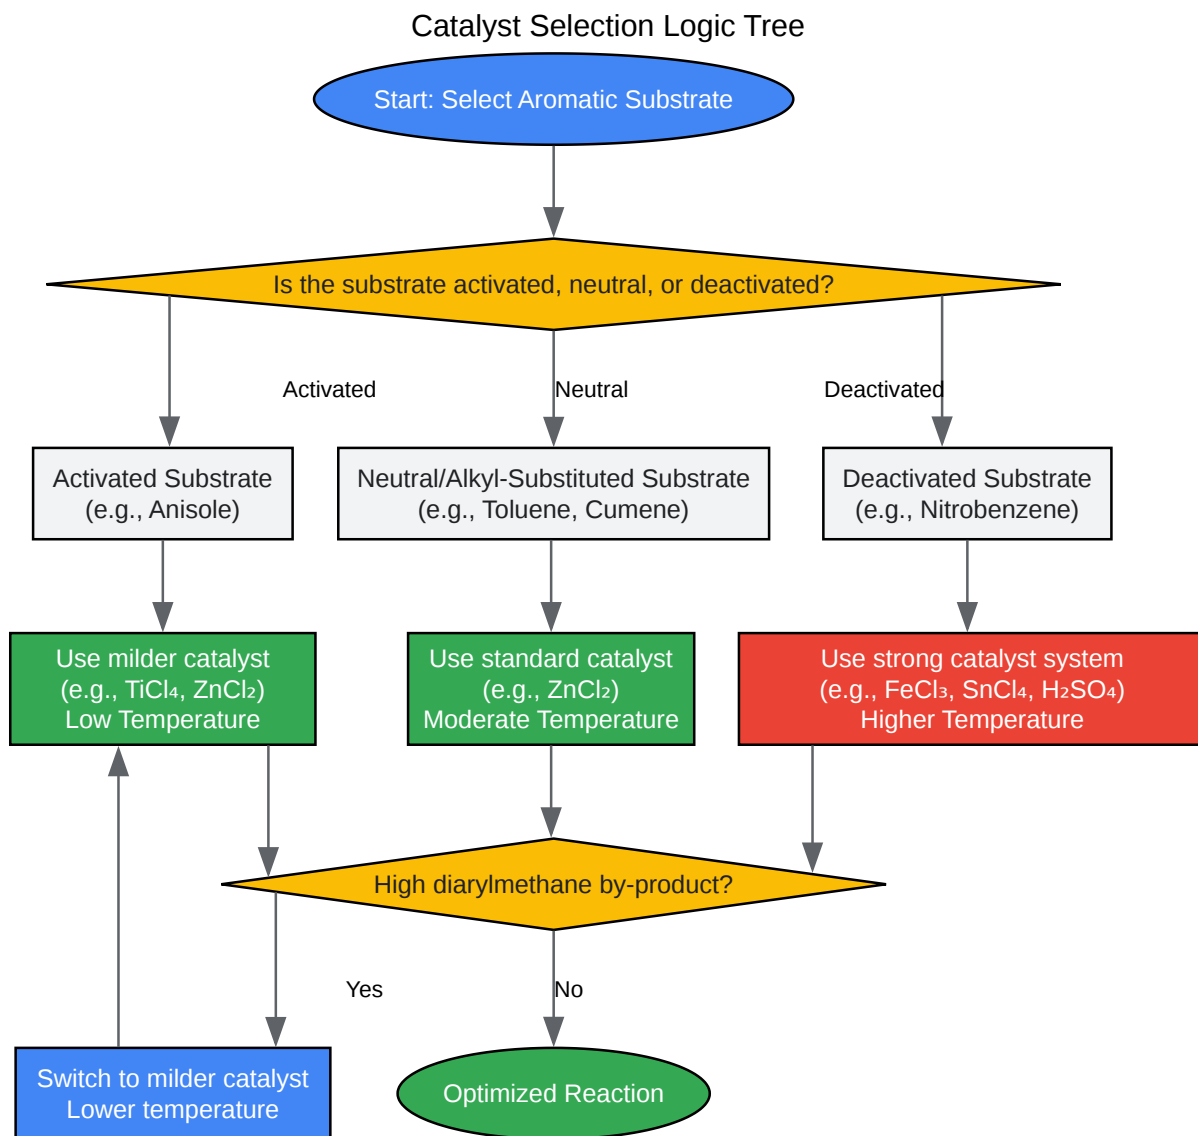 Catalyst Selection Logic Tree
Start: Select Aromatic Substrate
Is the substrate activated, neutral, or deactivated?
Activated
Neutral
Deactivated
Activated Substrate
(e.g., Anisole)
Neutral/Alkyl-Substituted Substrate
(e.g., Toluene, Cumene)
Deactivated Substrate
(e.g., Nitrobenzene)
Use milder catalyst
(e.g., TiCl₄, ZnCl₂)
Low Temperature
Use standard catalyst
(e.g., ZnCl₂)
Moderate Temperature
Use strong catalyst system
(e.g., FeCl₃, SnCl₄, H₂SO₄)
Higher Temperature
High diarylmethane by-product?
Yes
No
Switch to milder catalyst
Lower temperature
Optimized Reaction